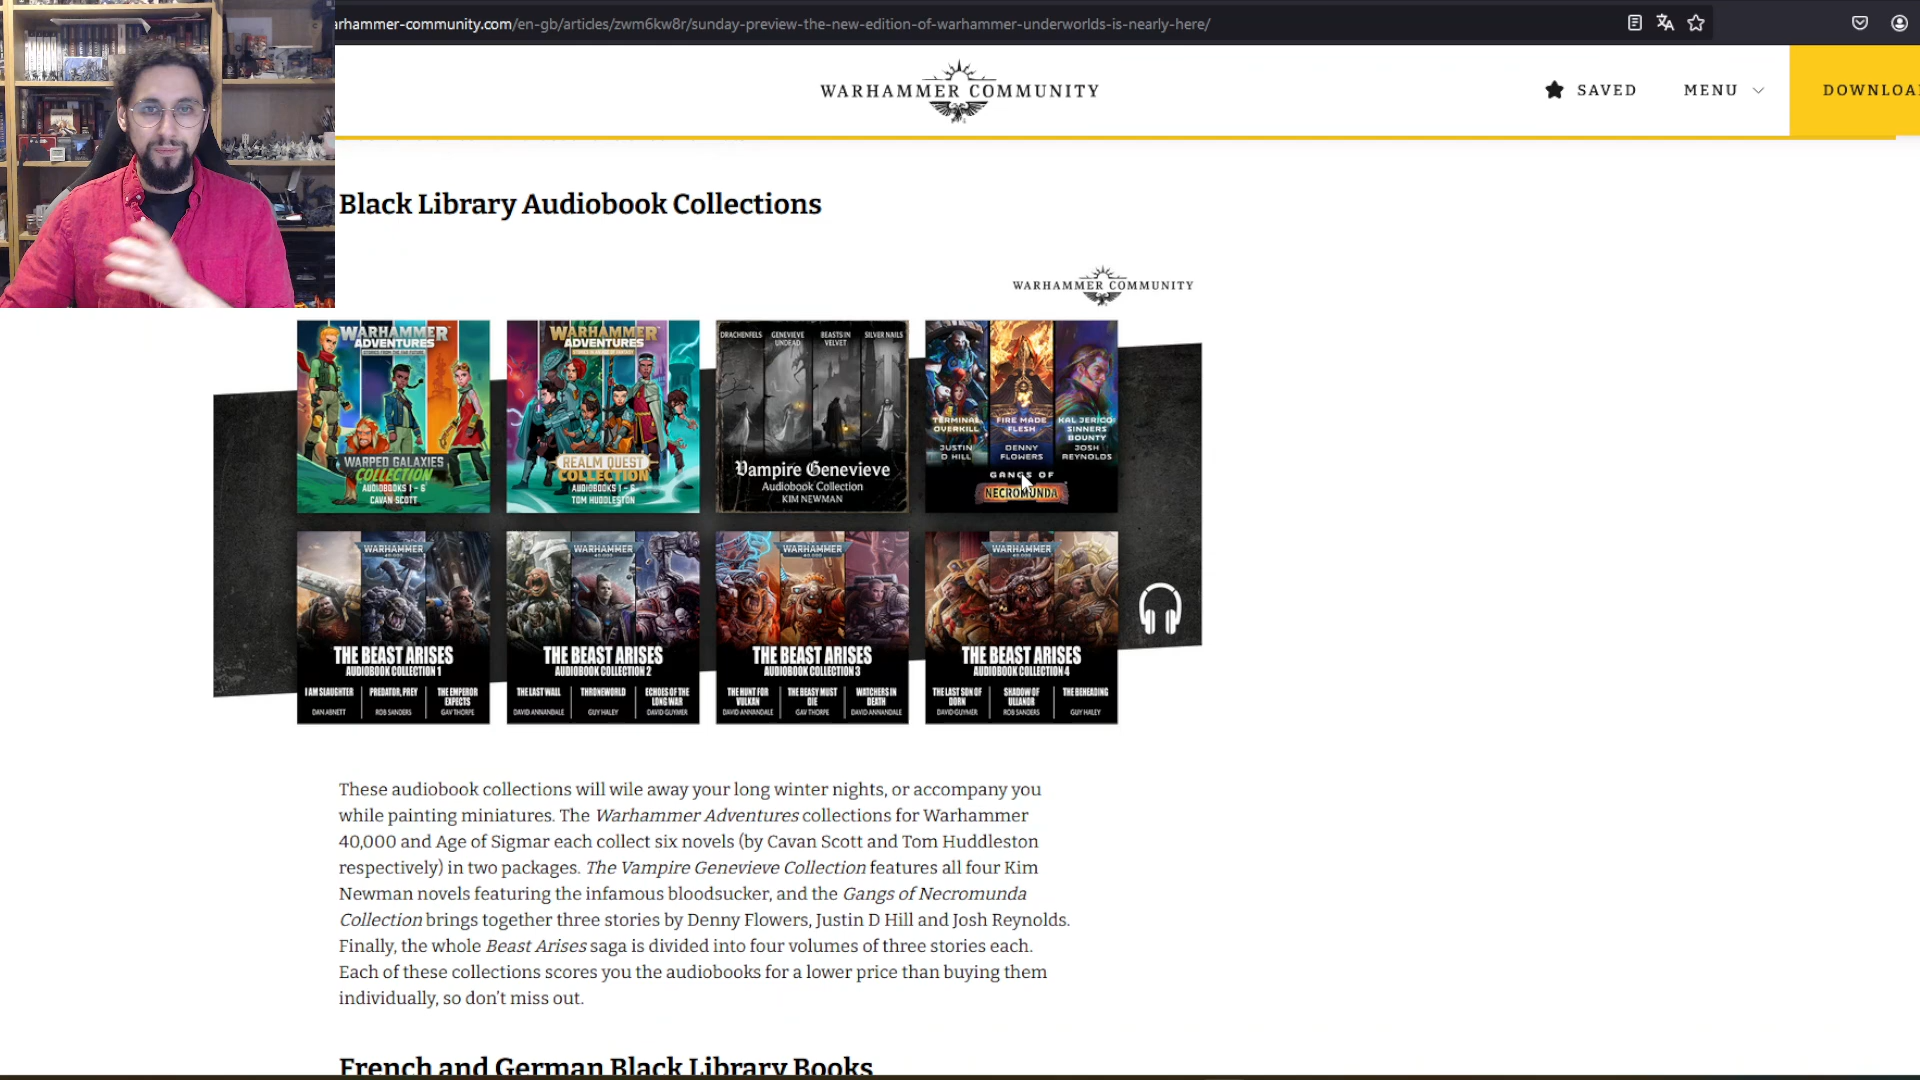 rhammer-community.com/en-gb/articles/zwm6kw8r/sunday-preview-the-new-edition-of-warhammer-underworlds-is-nearly-here/
WARHAMMER COMMUNITY
SAVED
MENU
DOWNLOA
Black Library Audiobook Collections
WARHAMMER COMMUNITY
WARHAMMER ADVENTURES
STORIES FROM THE FAR FUTURE
WARPED GALAXIES
COLLECTION
AUDIOBOOKS 1 - 6
CAVAN SCOTT
WARHAMMER ADVENTURES
REALM QUEST
COLLECTION
AUDIOBOOKS 1 - 6
TOM HUDDLESTON
DRACHENFELS
GENEVIEVE UNDEAD
BEASTS IN VELVET
SILVER NAILS
Vampire Genevieve
Audiobook Collection
KIM NEWMAN
TERMINAL OVERKILL
JUSTIN D HILL
FIRE MADE FLESH
DENNY FLOWERS
KAL JERICO: SINNERS BOUNTY
JOSH REYNOLDS
GANGS OF
NECROMUNDA
WARHAMMER
40,000
THE BEAST ARISES
AUDIOBOOK COLLECTION 1
I AM SLAUGHTER
DAN ABNETT
PREDATOR, PREY
ROB SANDERS
THE EMPEROR EXPECTS
GAV THORPE
WARHAMMER
40,000
THE BEAST ARISES
AUDIOBOOK COLLECTION 2
THE LAST WALL
DAVID ANNANDALE
THRONEWORLD
GUY HALEY
ECHOES OF THE LONG WAR
DAVID GUYMER
WARHAMMER
40,000
THE BEAST ARISES
AUDIOBOOK COLLECTION 3
THE HUNT FOR VULKAN
DAVID ANNANDALE
THE BEASY MUST DIE
GAV THORPE
WATCHERS IN DEATH
DAVID ANNANDALE
WARHAMMER
40,000
THE BEAST ARISES
AUDIOBOOK COLLECTION 4
THE LAST SON OF DORN
DAVID GUYMER
SHADOW OF ULLANOR
ROB SANDERS
THE BEHEADING
GUY HALEY
These audiobook collections will wile away your long winter nights, or accompany you
while painting miniatures. The Warhammer Adventures collections for Warhammer
40,000 and Age of Sigmar each collect six novels (by Cavan Scott and Tom Huddleston
respectively) in two packages. The Vampire Genevieve Collection features all four Kim
Newman novels featuring the infamous bloodsucker, and the Gangs of Necromunda
Collection brings together three stories by Denny Flowers, Justin D Hill and Josh Reynolds.
Finally, the whole Beast Arises saga is divided into four volumes of three stories each.
Each of these collections scores you the audiobooks for a lower price than buying them
individually, so don't miss out.
French and German Black Library Books